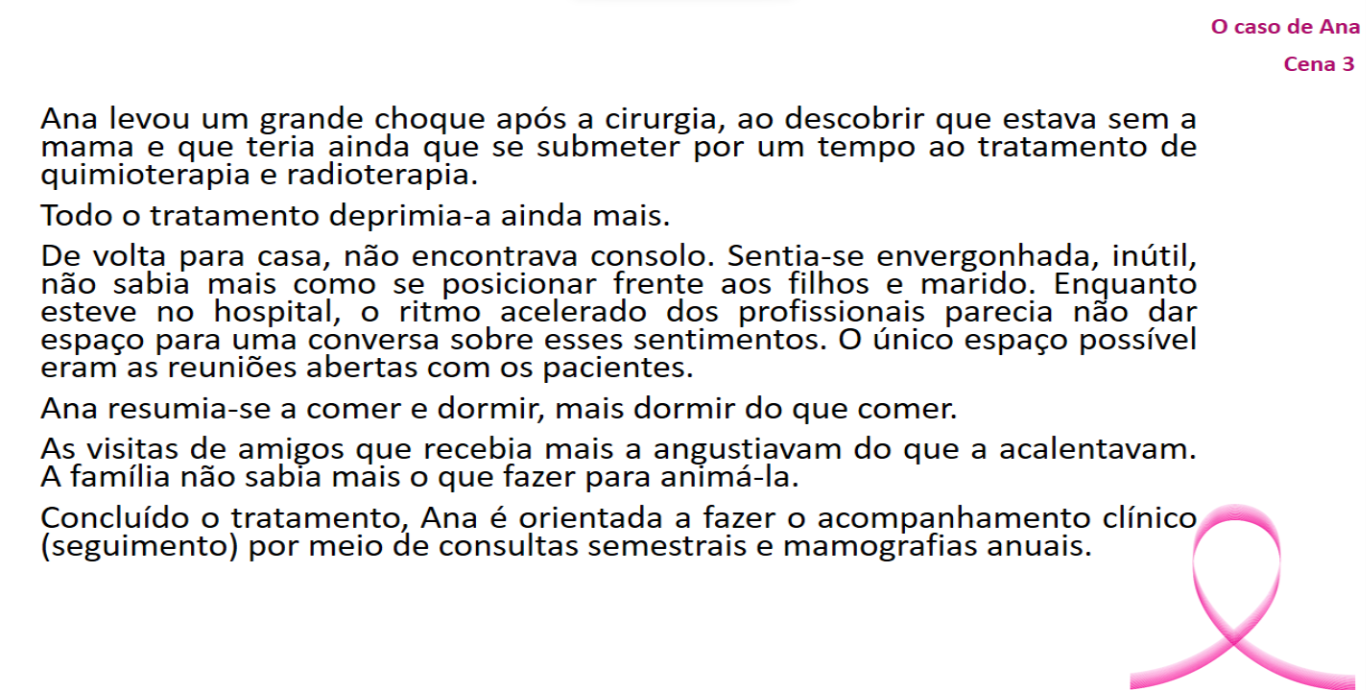 O caso de Ana
Cena 3
Ana levou um grande choque após a cirurgia, ao descobrir que estava sem a
mama e que teria ainda que se submeter por um tempo ao tratamento de
quimioterapia e radioterapia.
Todo o tratamento deprimia-a ainda mais.
De volta para casa, não encontrava consolo. Sentia-se envergonhada, inútil,
não sabia mais como se posicionar frente aos filhos e marido. Enquanto
esteve no hospital, o ritmo acelerado dos profissionais parecia não dar
espaço para uma conversa sobre esses sentimentos. O único espaço possível
eram as reuniões abertas com os pacientes.
Ana resumia-se a comer e dormir, mais dormir do que comer.
As visitas de amigos que recebia mais a angustiavam do que a acalentavam.
A família não sabia mais o que fazer para animá-la.
Concluído o tratamento, Ana é orientada a fazer o acompanhamento clínico
(seguimento) por meio de consultas semestrais e mamografias anuais.